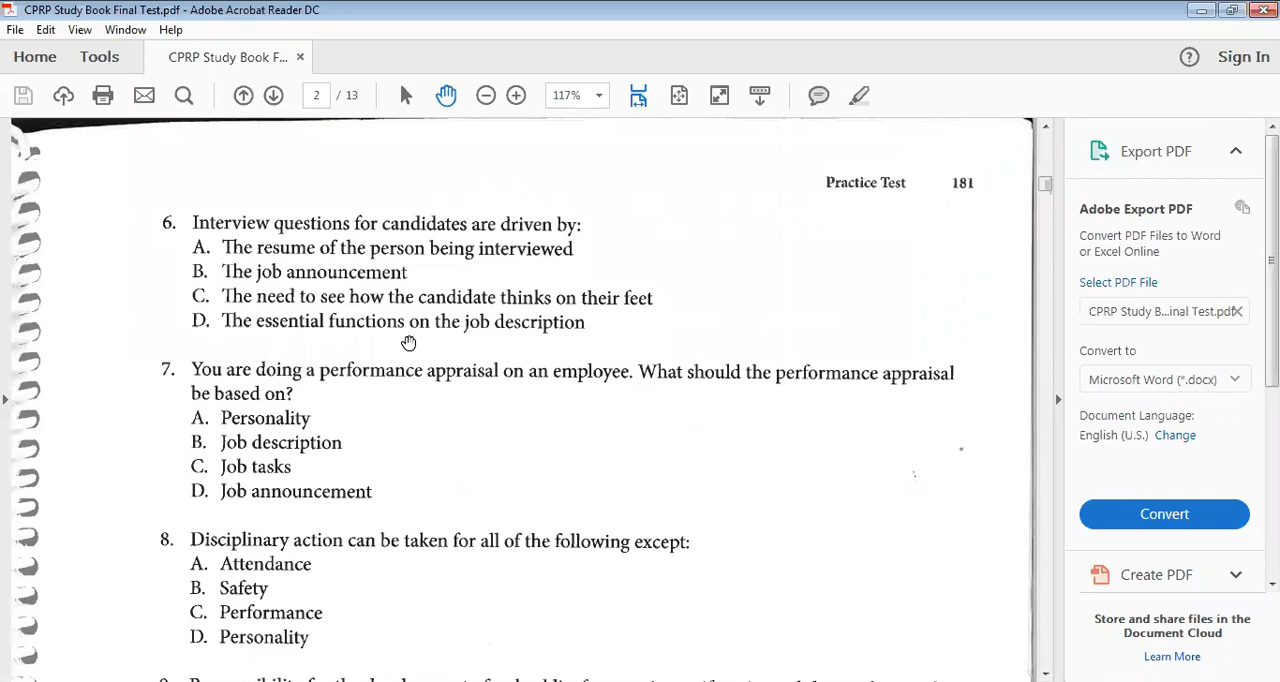 CPRP Study Book Final Test.pdf - Adobe Acrobat Reader DC
File Edit View Window Help
Home Tools CPRP Study Book F... × ? Sign In
2 / 13 117%
Practice Test 181
6. Interview questions for candidates are driven by:
A. The resume of the person being interviewed
B. The job announcement
C. The need to see how the candidate thinks on their feet
D. The essential functions on the job description
7. You are doing a performance appraisal on an employee. What should the performance appraisal
be based on?
A. Personality
B. Job description
C. Job tasks
D. Job announcement
8. Disciplinary action can be taken for all of the following except:
A. Attendance
B. Safety
C. Performance
D. Personality
Export PDF
Adobe Export PDF
Convert PDF Files to Word
or Excel Online
Select PDF File
CPRP Study B...inal Test.pdf
Convert to
Microsoft Word (*.docx)
Document Language:
English (U.S.) Change
Convert
Create PDF
Store and share files in the
Document Cloud
Learn More